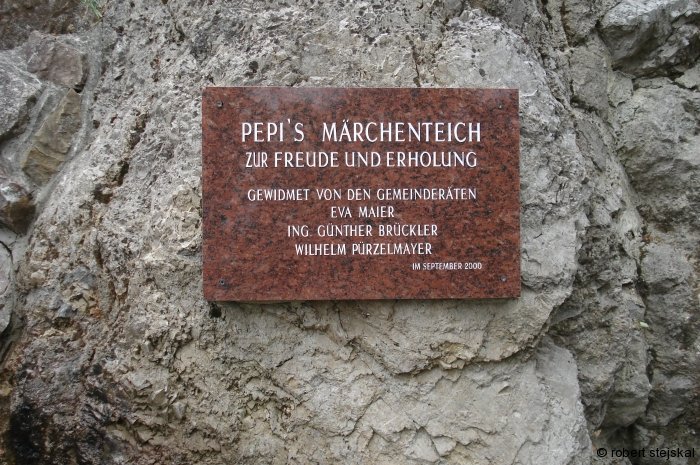 PEPI'S MÄRCHENTEICH
ZUR FREUDE UND ERHOLUNG
GEWIDMET VON DEN GEMEINDERÄTEN
EVA MAIER
ING. GÜNTHER BRÜCKLER
WILHELM PÜRZELMAYER
IM SEPTEMBER 2000
© robert stejskal